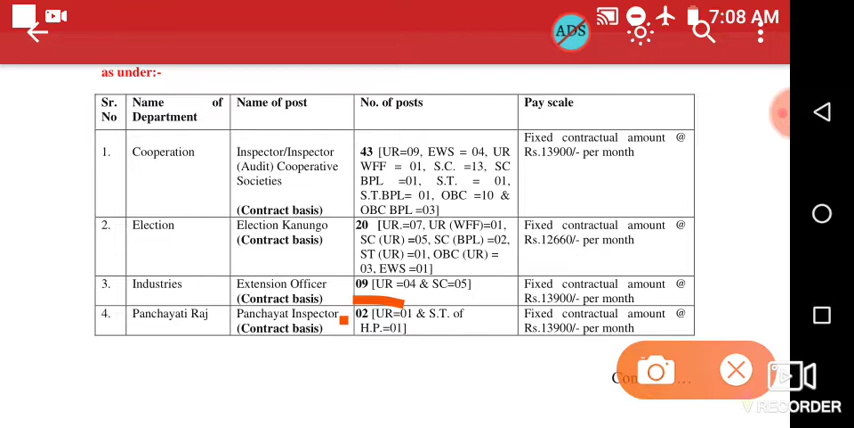 7:08 AM
ADS
as under:-
Sr. No
Name of Department
Name of post
No. of posts
Pay scale
1.
Cooperation
Inspector/Inspector
(Audit) Cooperative
Societies
(Contract basis)
43 [UR=09, EWS = 04, UR
WFF = 01, S.C. =13, SC
BPL =01, S.T. = 01,
S.T.BPL= 01, OBC =10 &
OBC BPL =03]
Fixed contractual amount @
Rs.13900/- per month
2.
Election
Election Kanungo
(Contract basis)
20 [UR.=07, UR (WFF)=01,
SC (UR) =05, SC (BPL) =02,
ST (UR) =01, OBC (UR) =
03, EWS =01]
Fixed contractual amount @
Rs.12660/- per month
3.
Industries
Extension Officer
(Contract basis)
09 [UR =04 & SC=05]
Fixed contractual amount @
Rs.13900/- per month
4.
Panchayati Raj
Panchayat Inspector
(Contract basis)
02 [UR=01 & S.T. of
H.P.=01]
Fixed contractual amount @
Rs.13900/- per month
RECORDER